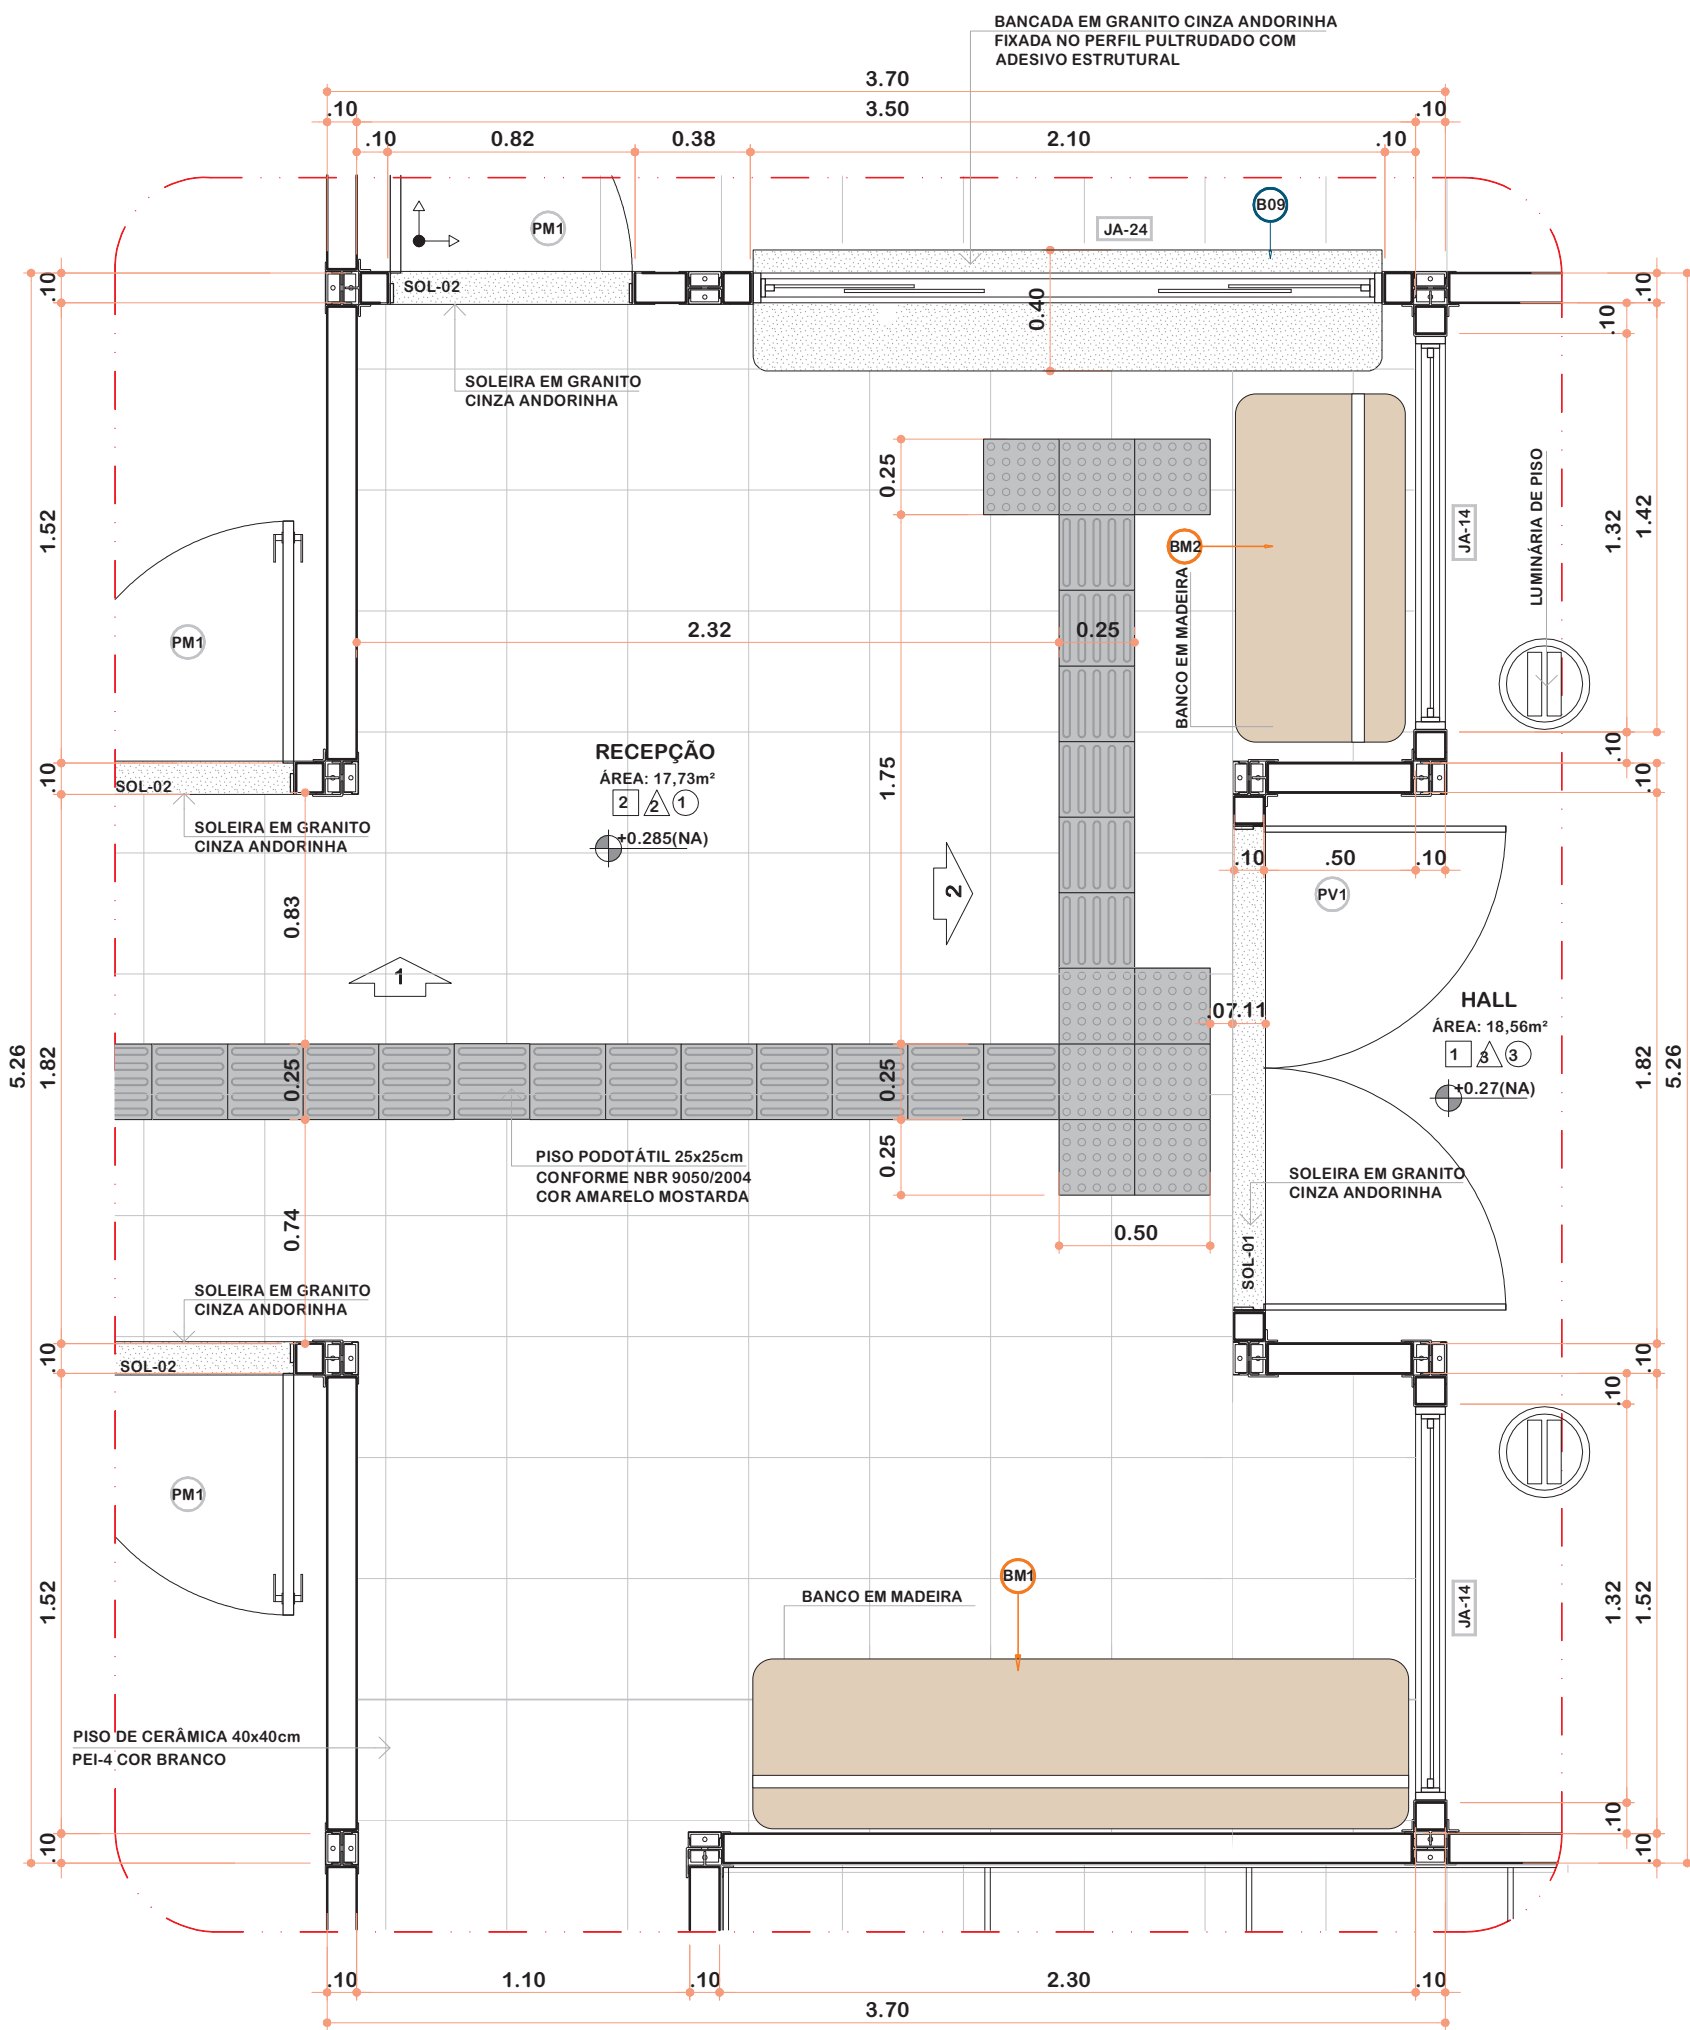 BANCADA EM GRANITO CINZA ANDORINHA
FIXADA NO PERFIL PULTRUDADO COM
ADESIVO ESTRUTURAL
3.70
.10
3.50
.10
.10
0.82
0.38
2.10
.10
PM1
JA-24
B09
SOL-02
0.40
.10
.10
.10
SOLEIRA EM GRANITO
CINZA ANDORINHA
0.25
1.52
BM2
BANCO EM MADEIRA
JA-14
LUMINÁRIA DE PISO
1.32
1.42
PM1
2.32
0.25
RECEPÇÃO
ÁREA: 17,73m²
2
2
1
+0.285(NA)
1.75
.10
SOL-02
.10
.10
SOLEIRA EM GRANITO
CINZA ANDORINHA
.10
.50
.10
PV1
2
0.83
1
.07
.11
HALL
ÁREA: 18,56m²
1
3
3
+0.27(NA)
5.26
1.82
0.25
0.25
1.82
5.26
PISO PODOTÁTIL 25x25cm
CONFORME NBR 9050/2004
COR AMARELO MOSTARDA
0.25
SOLEIRA EM GRANITO
CINZA ANDORINHA
0.74
0.50
SOL-01
SOLEIRA EM GRANITO
CINZA ANDORINHA
.10
SOL-02
.10
.10
PM1
BM1
BANCO EM MADEIRA
1.52
JA-14
1.32
1.52
PISO DE CERÂMICA 40x40cm
PEI-4 COR BRANCO
.10
.10
.10
.10
1.10
.10
2.30
.10
3.70